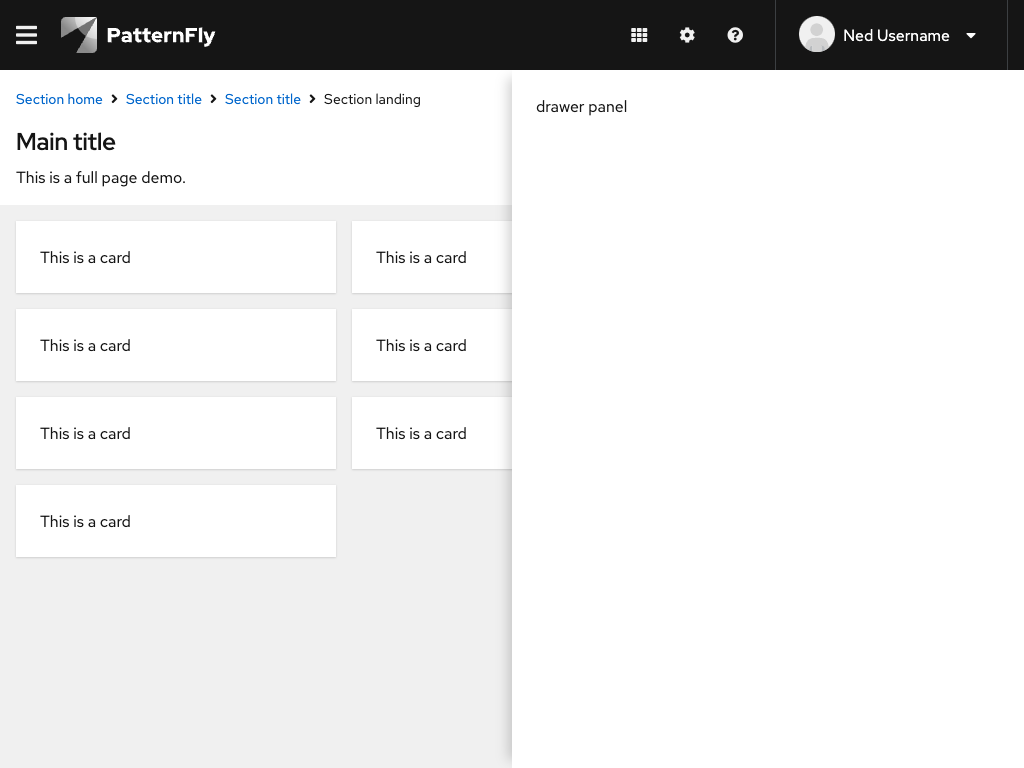 PatternFly
Ned Username
Section home Section title Section title Section landing
Main title
This is a full page demo.
drawer panel
This is a card This is a card
This is a card This is a card
This is a card This is a card
This is a card